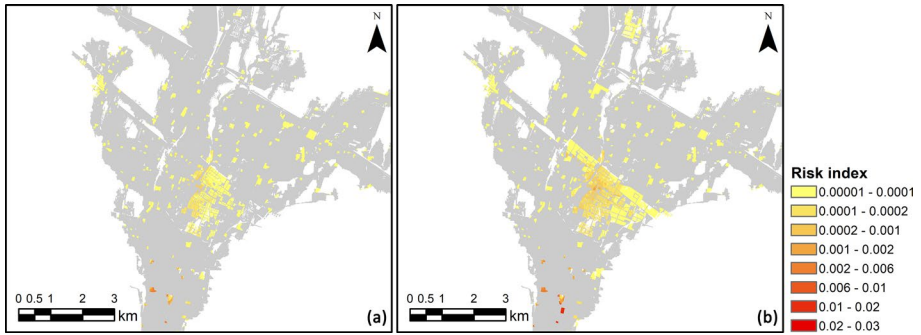 N
0 0.5 1 2 3
km
(a)
N
0 0.5 1 2 3
km
(b)
Risk index
0.00001 - 0.0001
0.0001 - 0.0002
0.0002 - 0.001
0.001 - 0.002
0.002 - 0.006
0.006 - 0.01
0.01 - 0.02
0.02 - 0.03